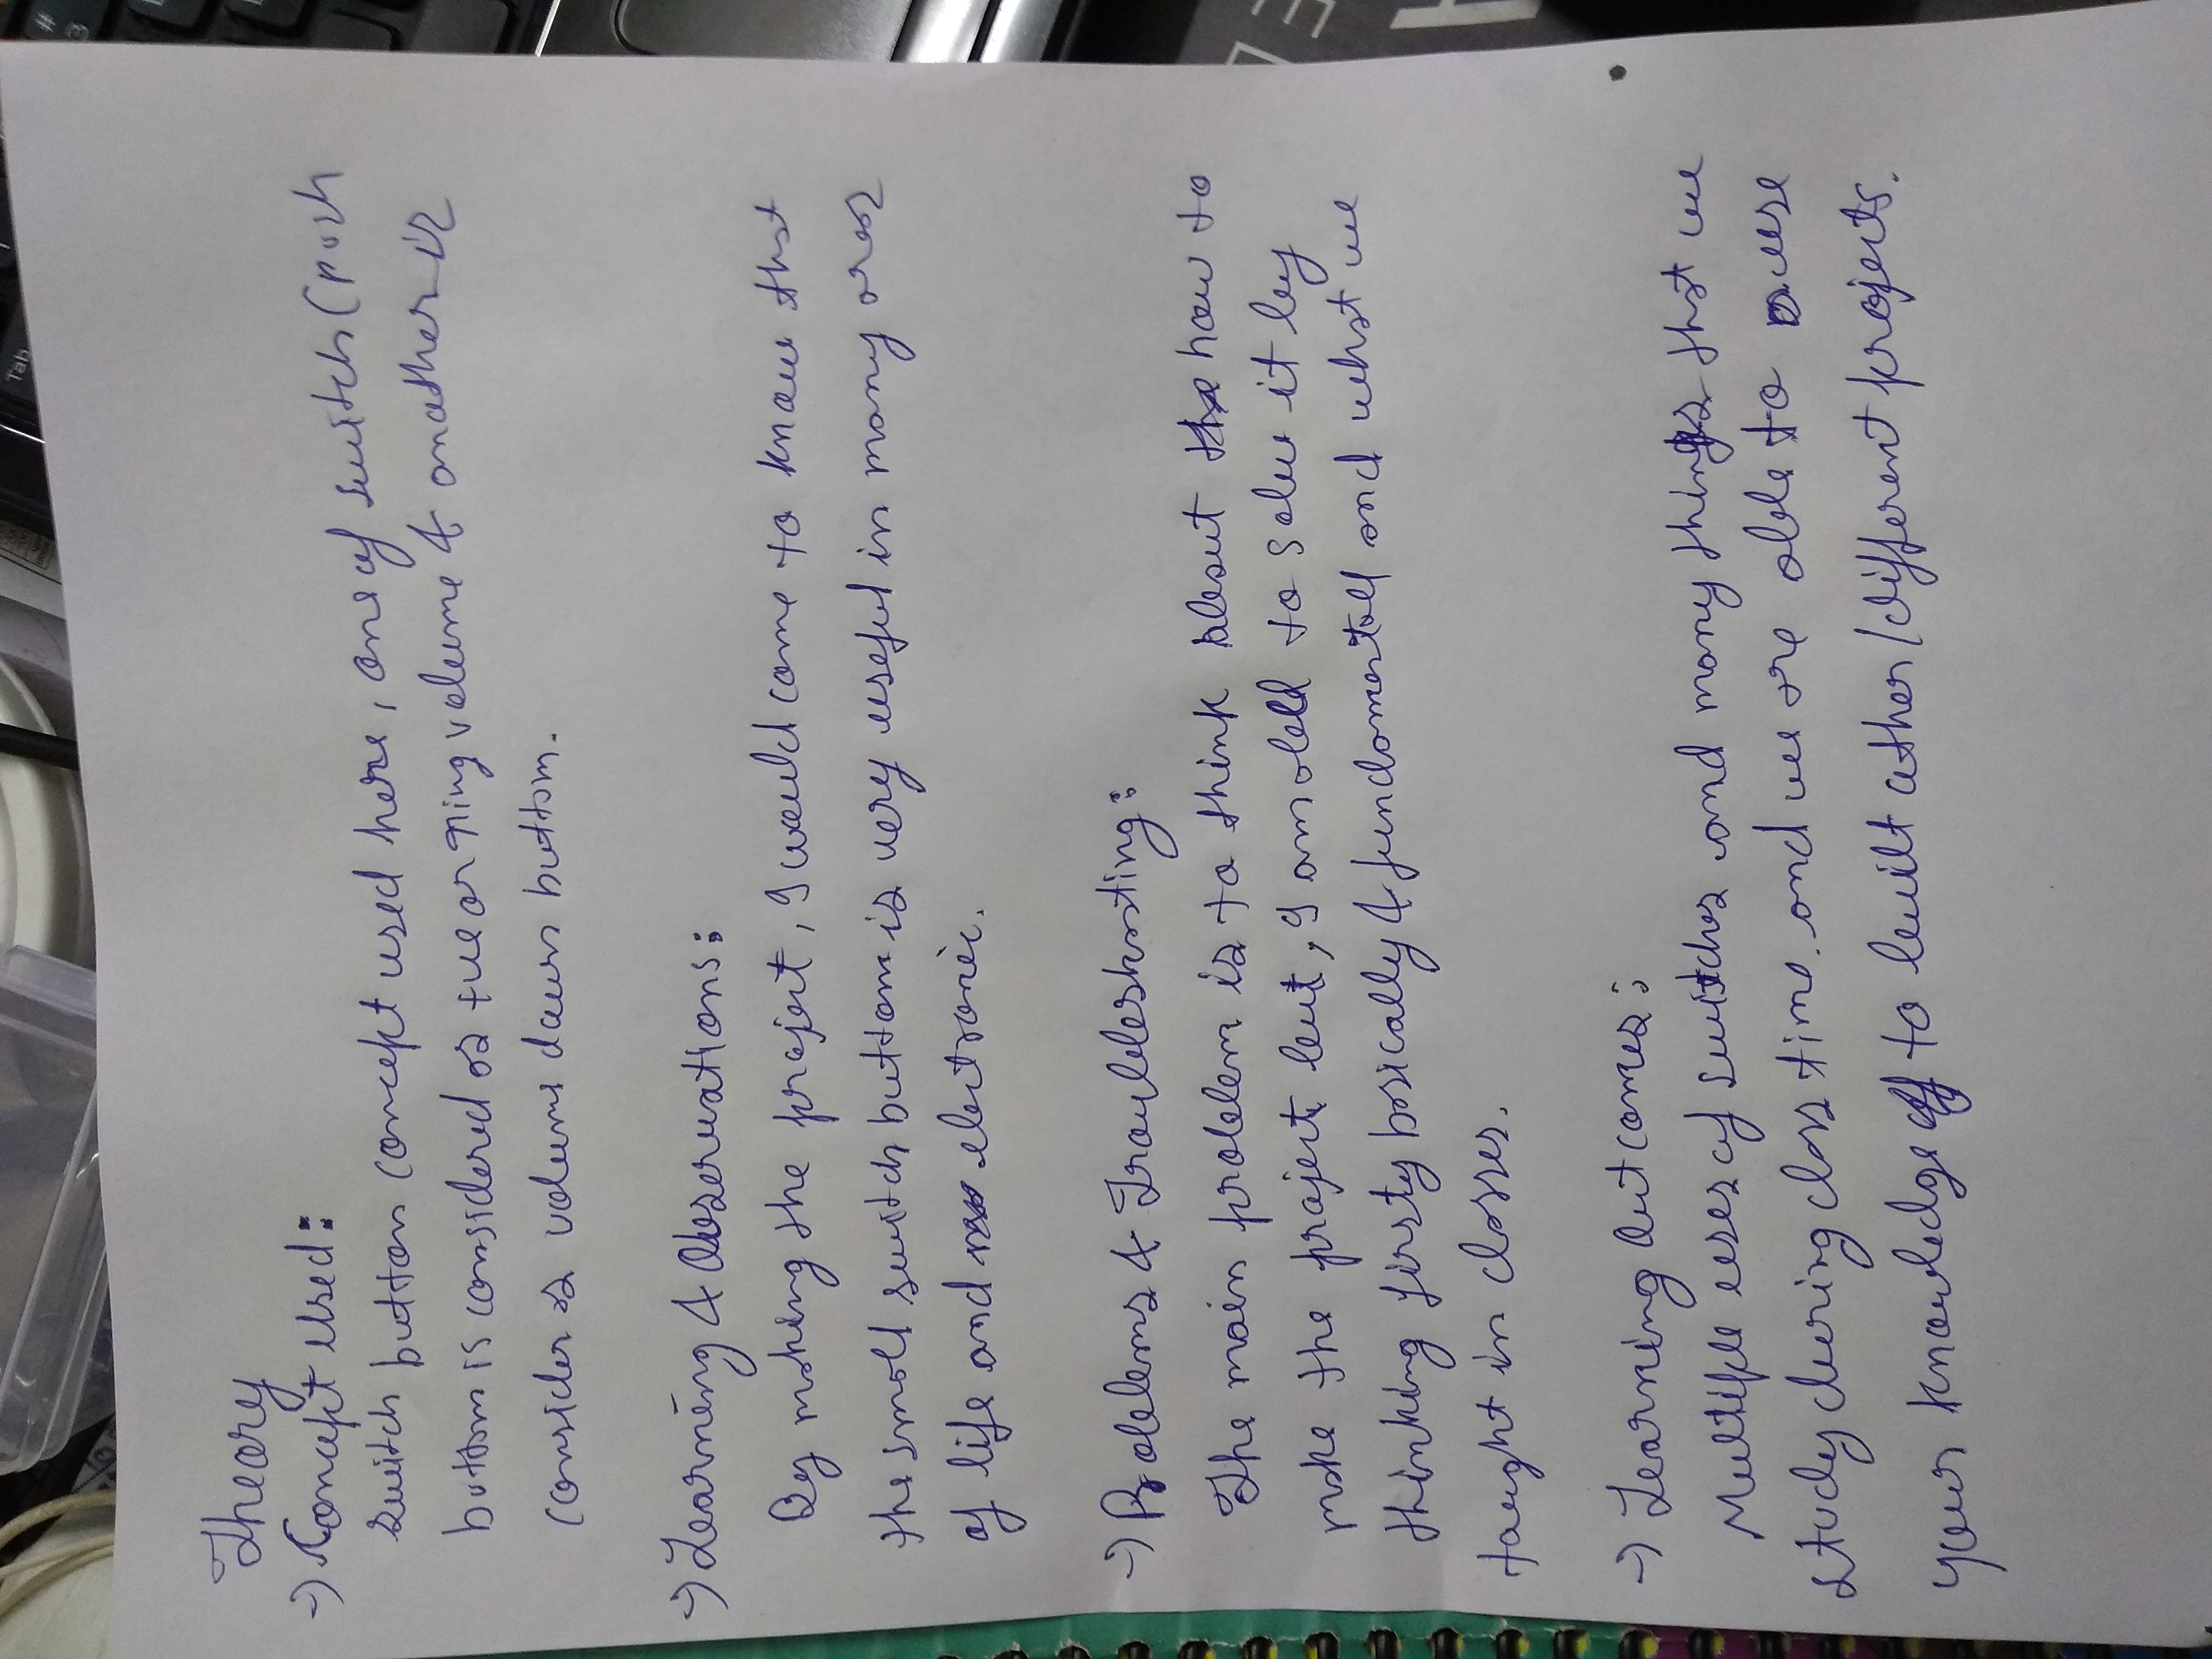 Theory
→ Concept Used:
Switch button concept used here, one of switch (push
buttom is considered as volume & another is
consider as volume down buttom.
→ Learning & Observations:
By making the project, I would come to know that
the small switch buttom is very useful in many areas
of life and electronic.
→ Problems & Troubleshooting:
The main problem is to think about how to
make the project but, I am able to solve it by
thinking firsty basically & fundamentall and what we
taught in classes.
→ Learning Outcomes:
Multiple uses of switches and many things that we
study during class time. and we are able to use
your knowledge to built other/different projects.
Tab
#
3